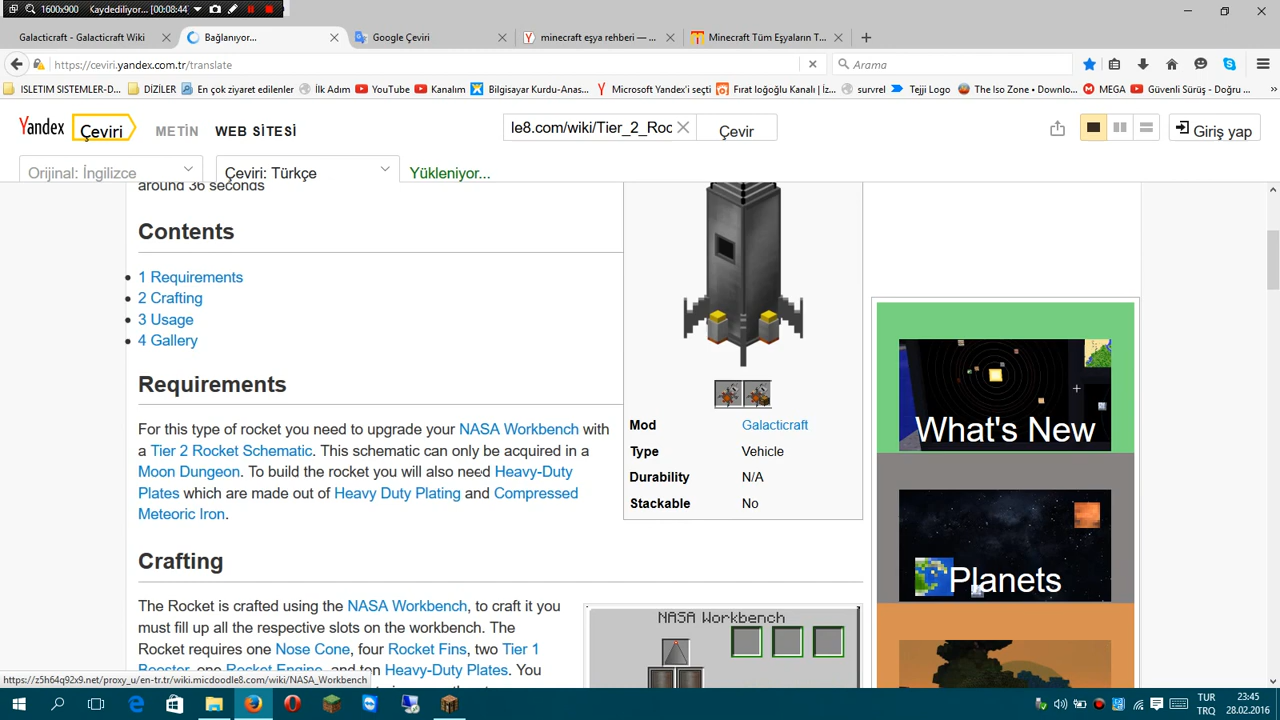 1600x900 Kaydediliyor... [00:08:44]
Galacticraft - Galacticraft Wiki
Bağlanıyor...
Google Çeviri
minecraft eşya rehberi —...
Minecraft Tüm Eşyaların T...
https://ceviri.yandex.com.tr/translate
Arama
ISLETIM SISTEMLER-D...
DİZİLER
En çok ziyaret edilenler
İlk Adım
YouTube
Kanalım
Bilgisayar Kurdu-Anas...
Microsoft Yandex'i seçti
Fırat loğoğlu Kanalı | İz...
survrel
Tejji Logo
The Iso Zone • Downlo...
MEGA
Güvenli Sürüş - Doğru ...
Yandex Çeviri
METİN
WEB SİTESİ
le8.com/wiki/Tier_2_Roc
Çevir
Giriş yap
Orijinal: İngilizce
Çeviri: Türkçe
Yükleniyor...
around 36 seconds
Contents
1 Requirements
2 Crafting
3 Usage
4 Gallery
Requirements
For this type of rocket you need to upgrade your NASA Workbench with
a Tier 2 Rocket Schematic. This schematic can only be acquired in a
Moon Dungeon. To build the rocket you will also need Heavy-Duty
Plates which are made out of Heavy Duty Plating and Compressed
Meteoric Iron.
Mod Galacticraft
Type Vehicle
Durability N/A
Stackable No
What's New
Planets
Crafting
The Rocket is crafted using the NASA Workbench, to craft it you
must fill up all the respective slots on the workbench. The
Rocket requires one Nose Cone, four Rocket Fins, two Tier 1
Booster, one Rocket Engine, and ten Heavy-Duty Plates. You
NASA Workbench
https://z5h64q92x9.net/proxy_u/en-tr.tr/wiki.micdoodle8.com/wiki/NASA_Workbench
TUR
TRQ
23:45
28.02.2016